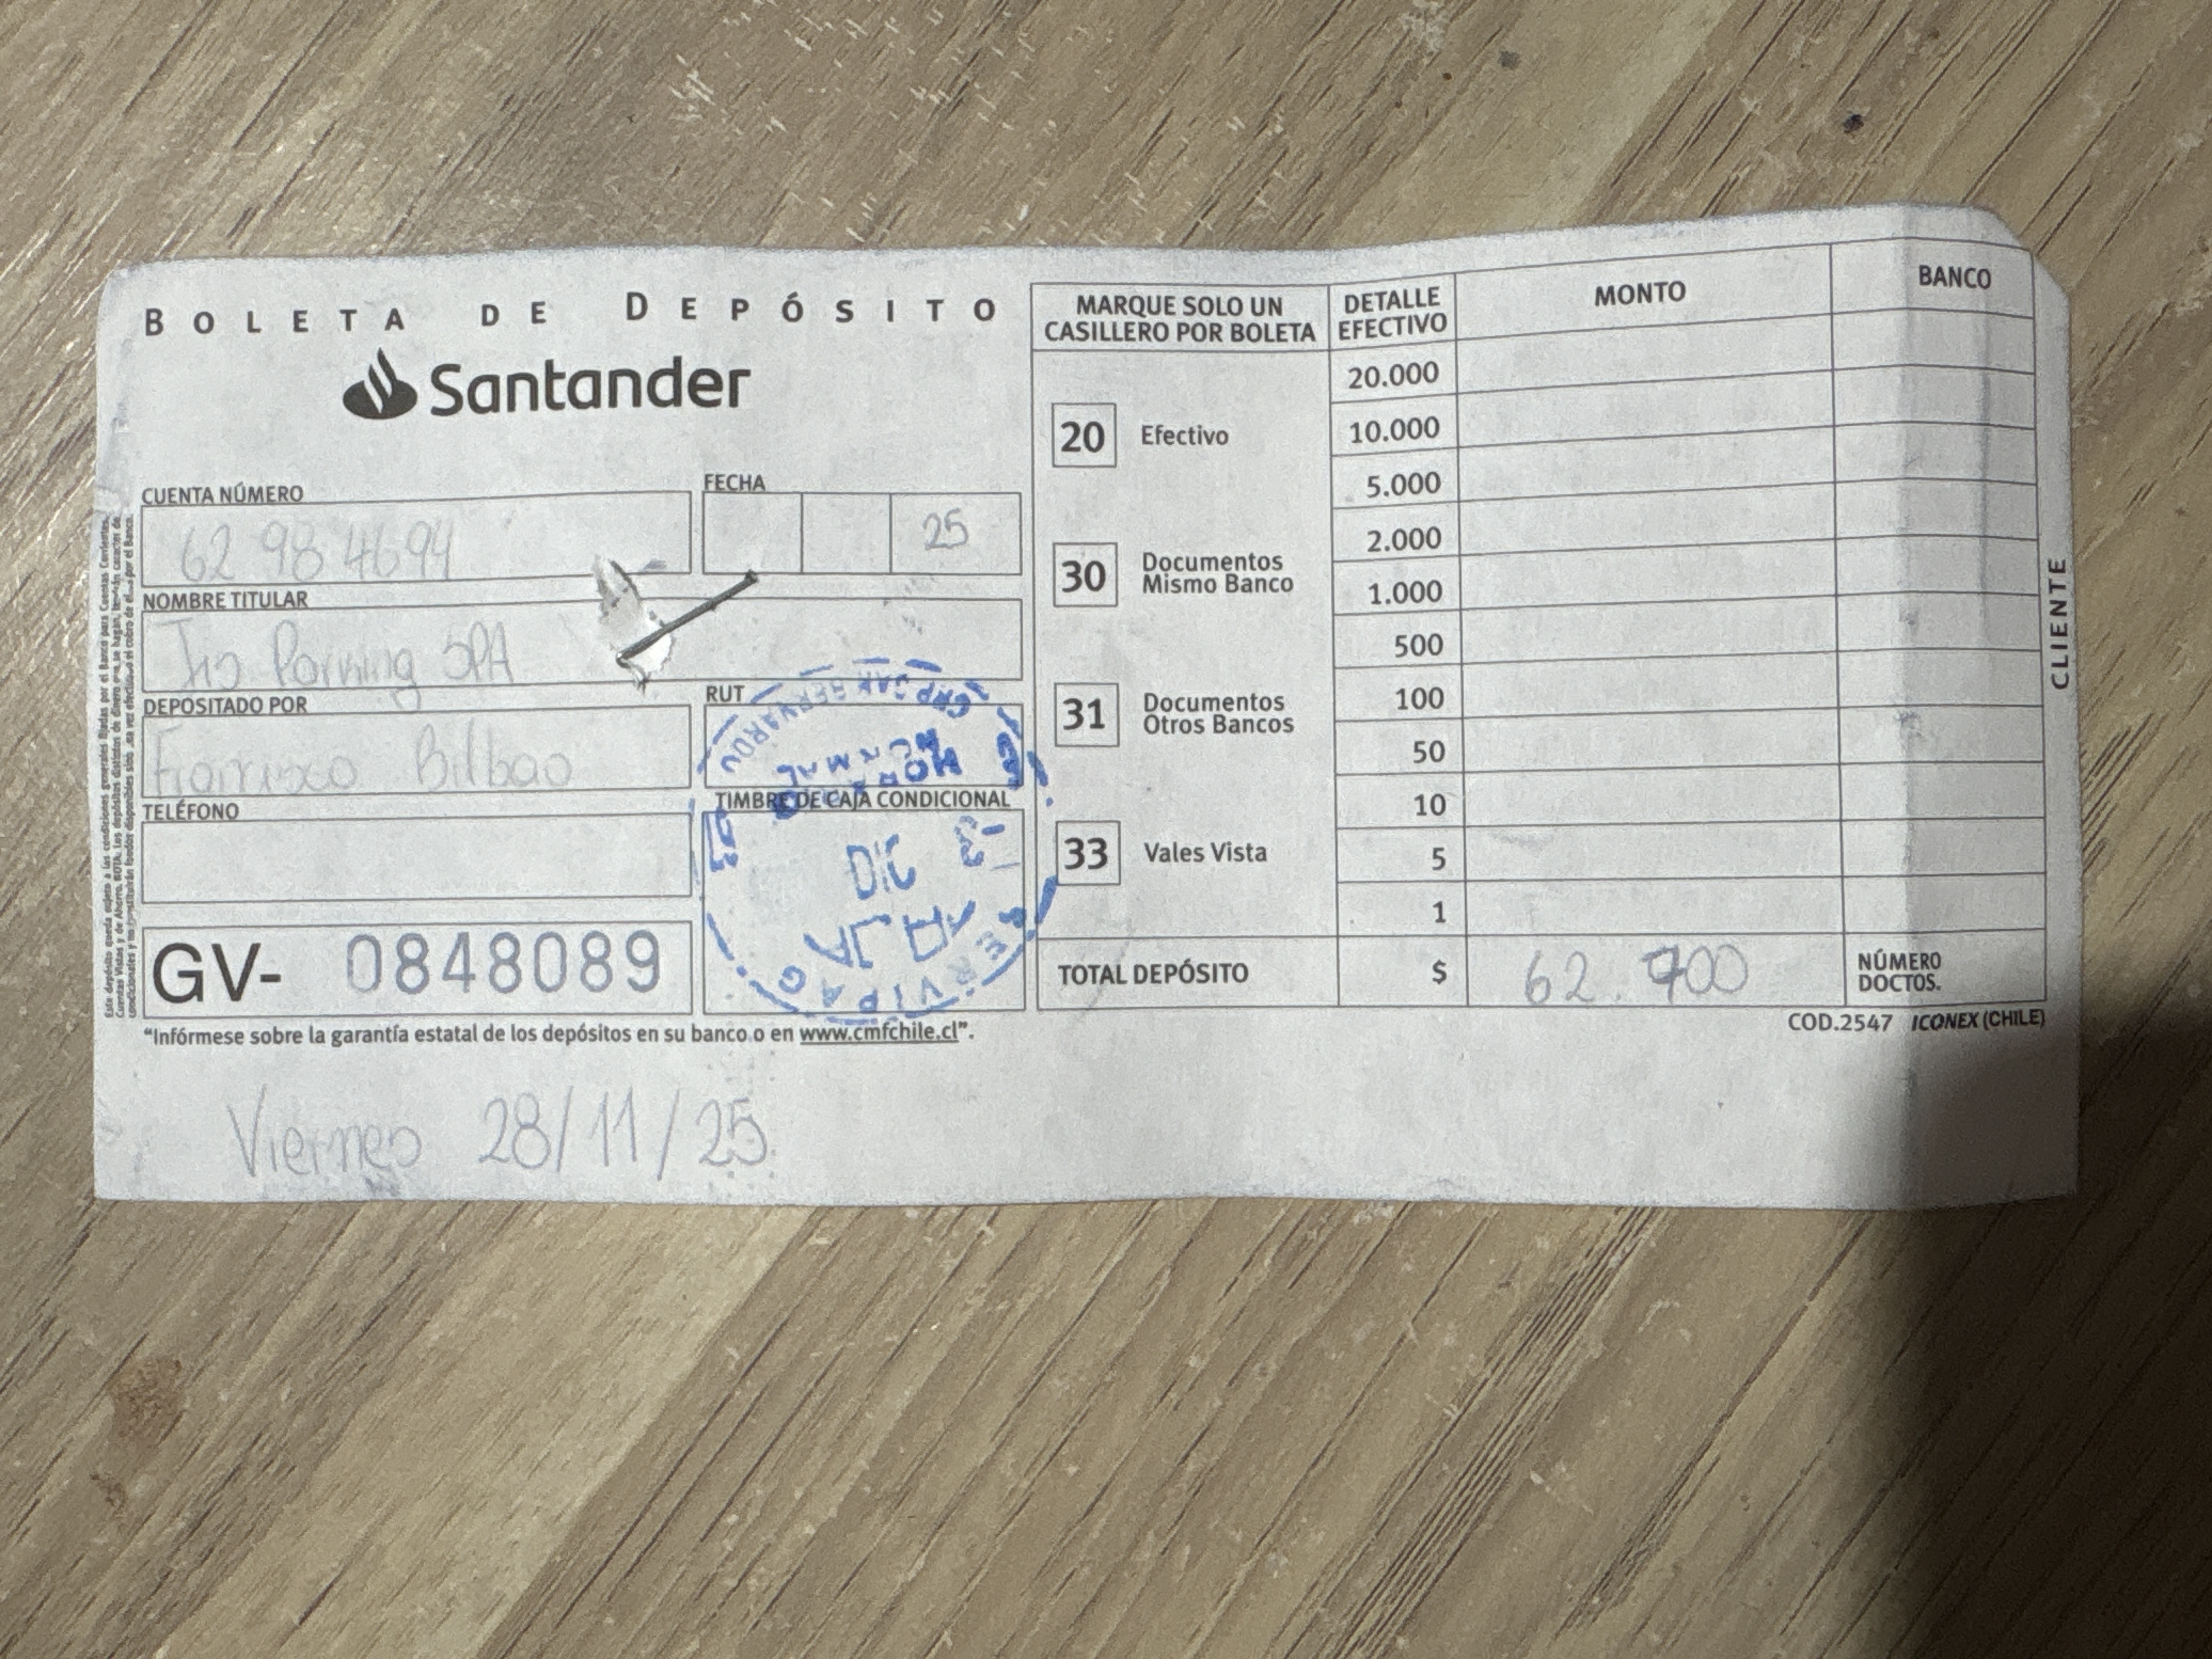 BOLETA DE DEPÓSITO
Santander
CUENTA NÚMERO
62 98 4694
FECHA
25
NOMBRE TITULAR
SPA
DEPOSITADO POR
Bilbao
RUT
TELÉFONO
TIMBRE DE CAJA CONDICIONAL
DIC
CAJA
SERVIPAG
GV- 0848089
"Infórmese sobre la garantía estatal de los depósitos en su banco o en www.cmfchile.cl".
Viernes 28/11/25
MARQUE SOLO UN
CASILLERO POR BOLETA
20 Efectivo
30 Documentos
Mismo Banco
31 Documentos
Otros Bancos
33 Vales Vista
DETALLE
EFECTIVO
MONTO
BANCO
20.000
10.000
5.000
2.000
1.000
500
100
50
10
5
1
TOTAL DEPÓSITO $ 62.700
NÚMERO
DOCTOS.
CLIENTE
COD.2547 ICONEX (CHILE)